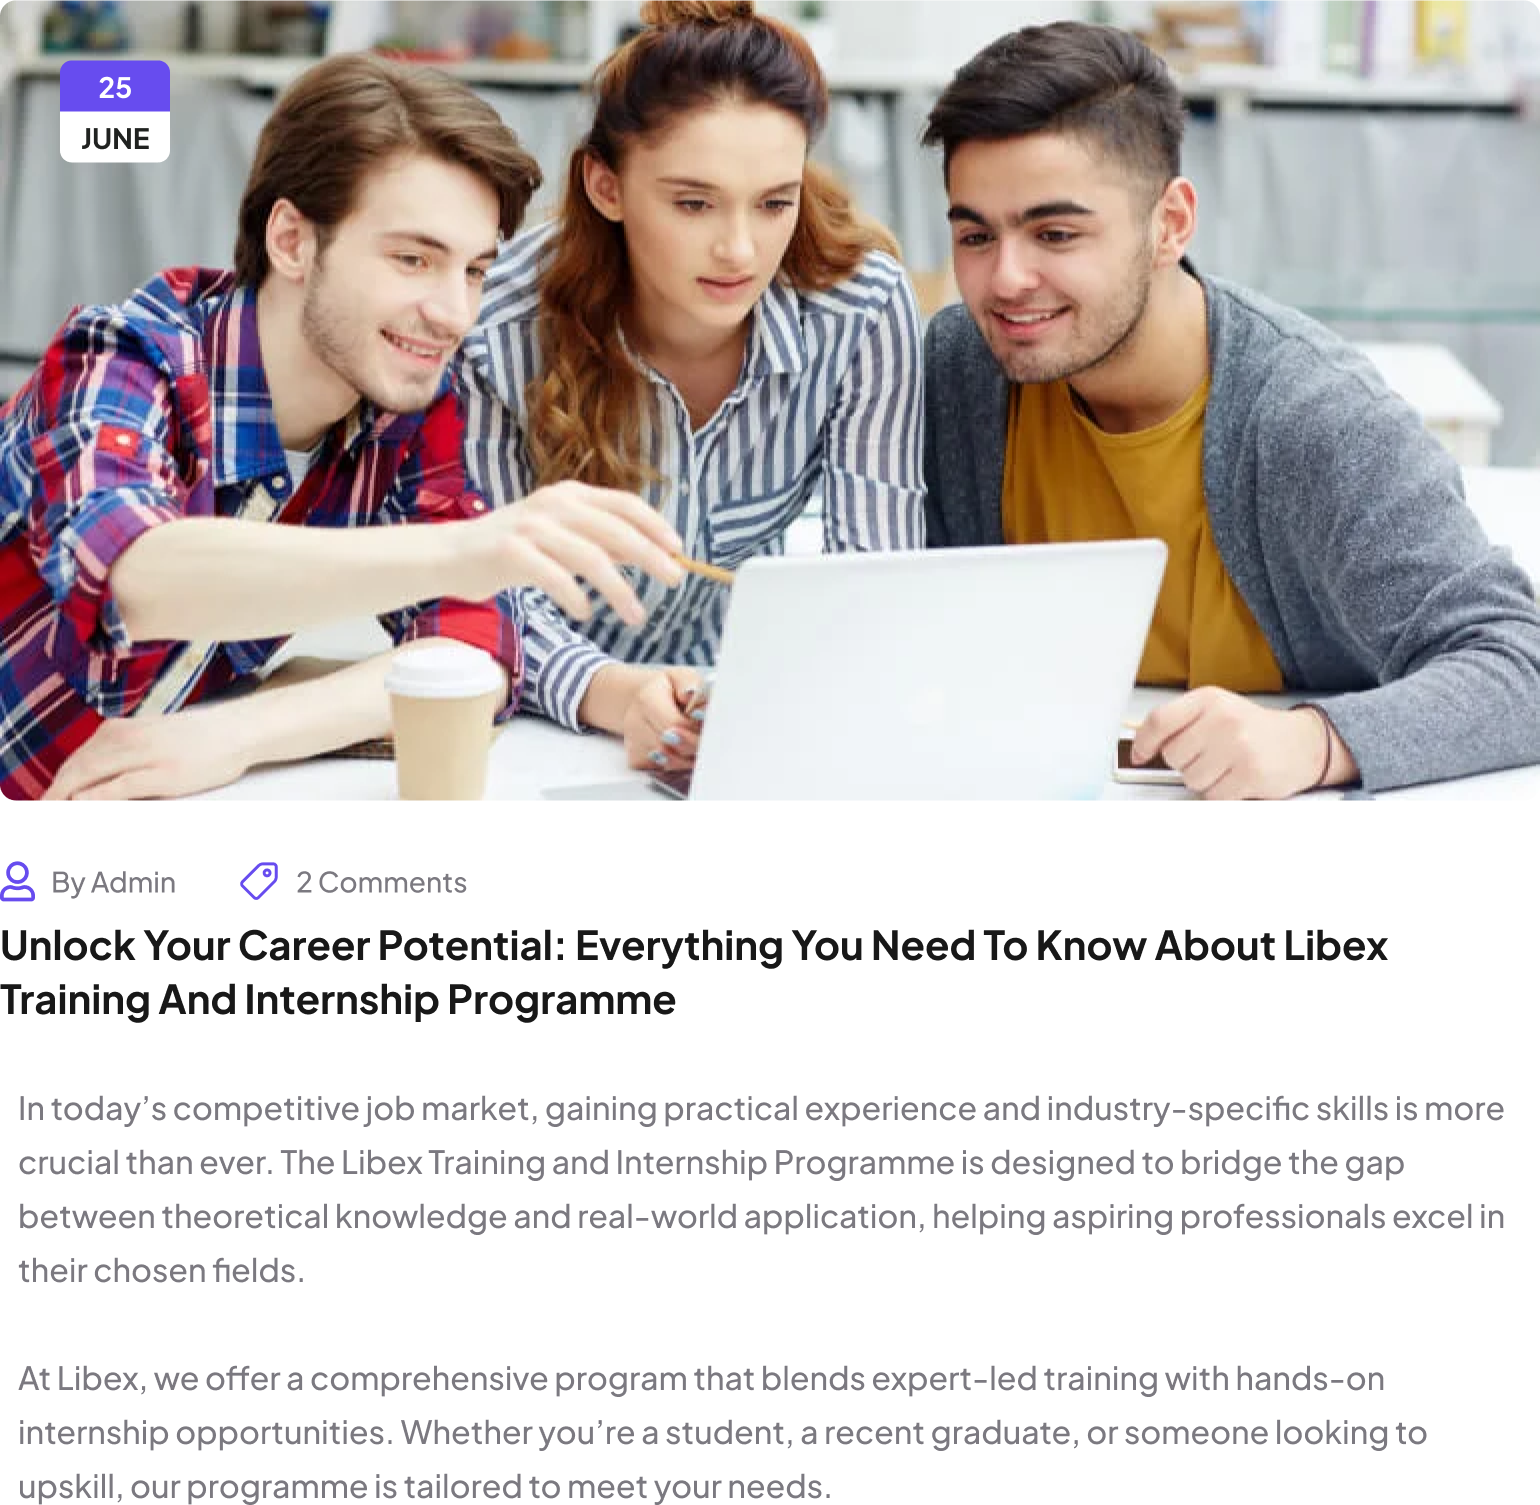 25
JUNE
By Admin
2 Comments
Unlock Your Career Potential: Everything You Need To Know About Libex
Training And Internship Programme
In today’s competitive job market, gaining practical experience and industry-specific skills is more
crucial than ever. The Libex Training and Internship Programme is designed to bridge the gap
between theoretical knowledge and real-world application, helping aspiring professionals excel in
their chosen fields.
At Libex, we offer a comprehensive program that blends expert-led training with hands-on
internship opportunities. Whether you’re a student, a recent graduate, or someone looking to
upskill, our programme is tailored to meet your needs.